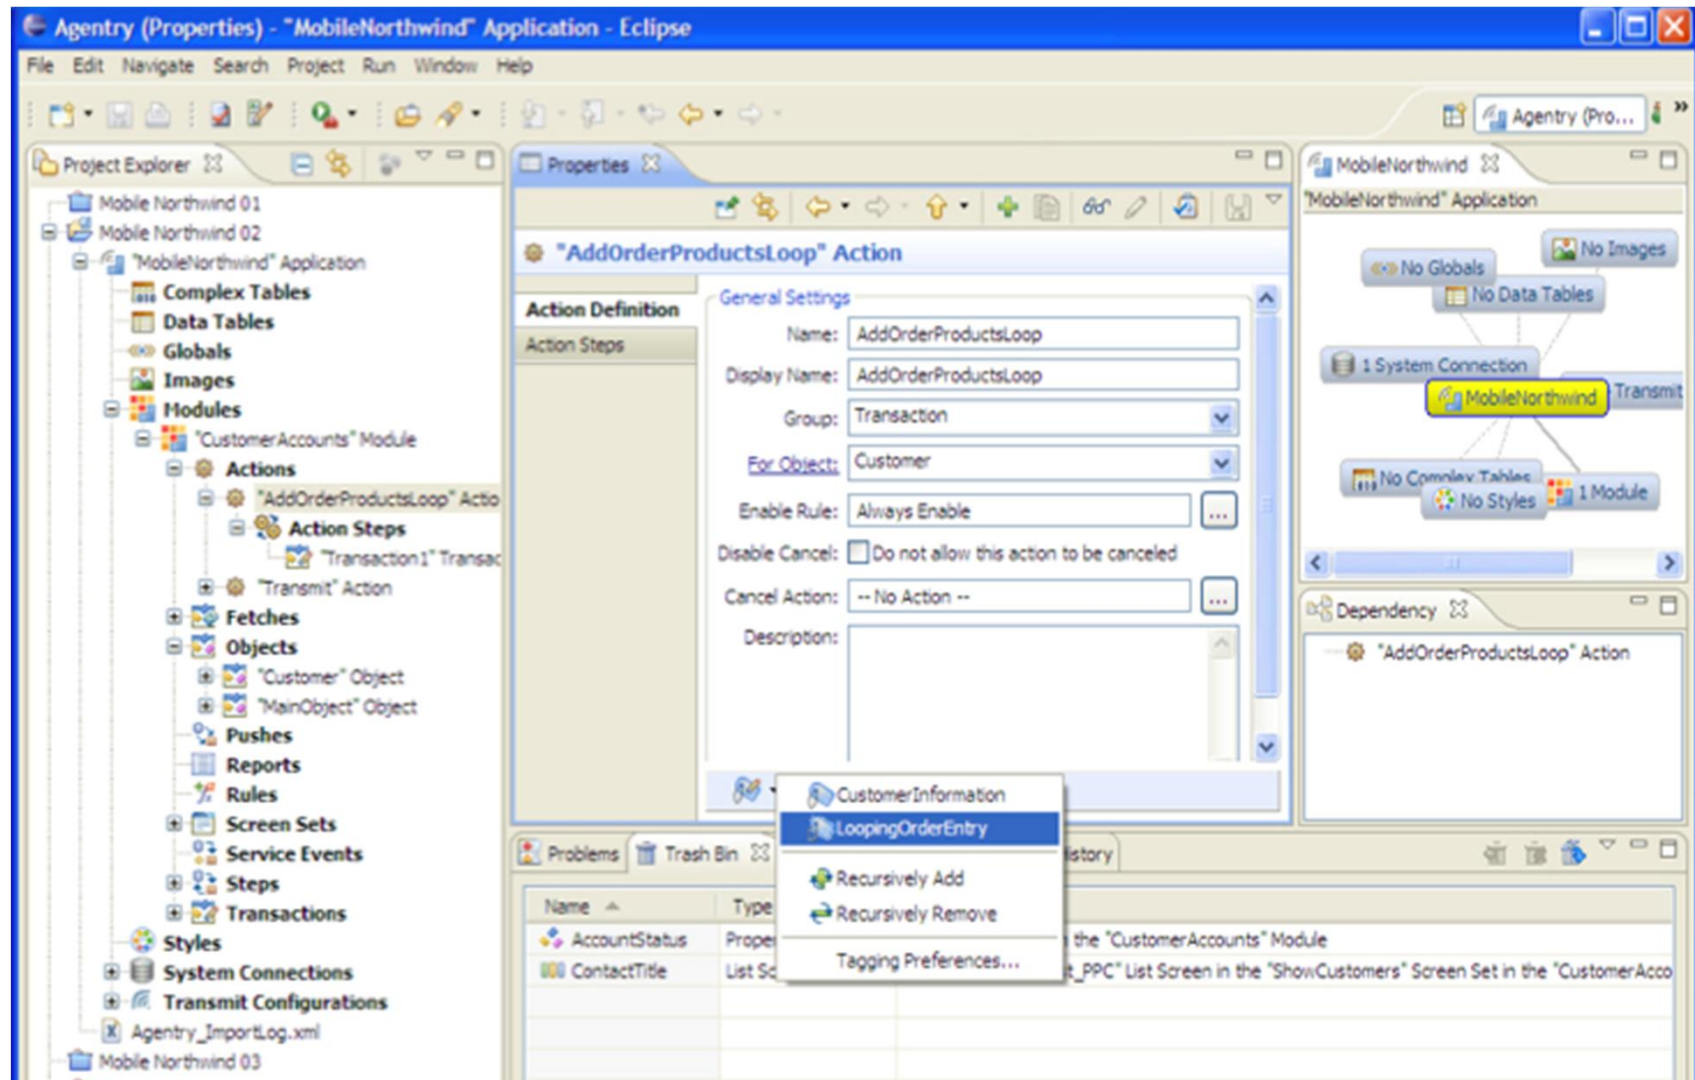 Agentry (Properties) - "MobileNorthwind" Application - Eclipse
File Edit Navigate Search Project Run Window Help
Agentry (Pro...
Project Explorer
Mobile Northwind 01
Mobile Northwind 02
"MobileNorthwind" Application
Complex Tables
Data Tables
Globals
Images
Modules
"CustomerAccounts" Module
Actions
"AddOrderProductsLoop" Actio
Action Steps
"Transaction1" Transac
"Transmit" Action
Fetches
Objects
"Customer" Object
"MainObject" Object
Pushes
Reports
Rules
Screen Sets
Service Events
Steps
Transactions
Styles
System Connections
Transmit Configurations
Agentry_ImportLog.xml
Mobile Northwind 03
Properties
"AddOrderProductsLoop" Action
Action Definition
Action Steps
General Settings
Name: AddOrderProductsLoop
Display Name: AddOrderProductsLoop
Group: Transaction
For Object: Customer
Enable Rule: Always Enable ...
Disable Cancel: Do not allow this action to be canceled
Cancel Action: -- No Action -- ...
Description:
CustomerInformation
LoopingOrderEntry
Recursively Add
Recursively Remove
Tagging Preferences...
MobileNorthwind
"MobileNorthwind" Application
No Images
No Globals
No Data Tables
1 System Connection
Transmit
MobileNorthwind
No Complex Tables
No Styles
1 Module
Dependency
"AddOrderProductsLoop" Action
Problems Trash Bin istory
Name Type
AccountStatus Proper the "CustomerAccounts" Module
ContactTitle List Sc t_PPC" List Screen in the "ShowCustomers" Screen Set in the "CustomerAcco